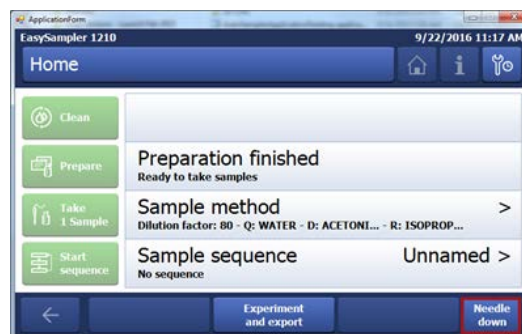 ApplicationForm
EasySampler 1210
9/22/2016 11:17 AM
Home
Clean
Prepare
Take
1 Sample
Start
sequence
Preparation finished
Ready to take samples
Sample method >
Dilution factor: 80 - Q: WATER - D: ACETONI... - R: ISOPROP...
Sample sequence Unnamed >
No sequence
Experiment
and export
Needle
down